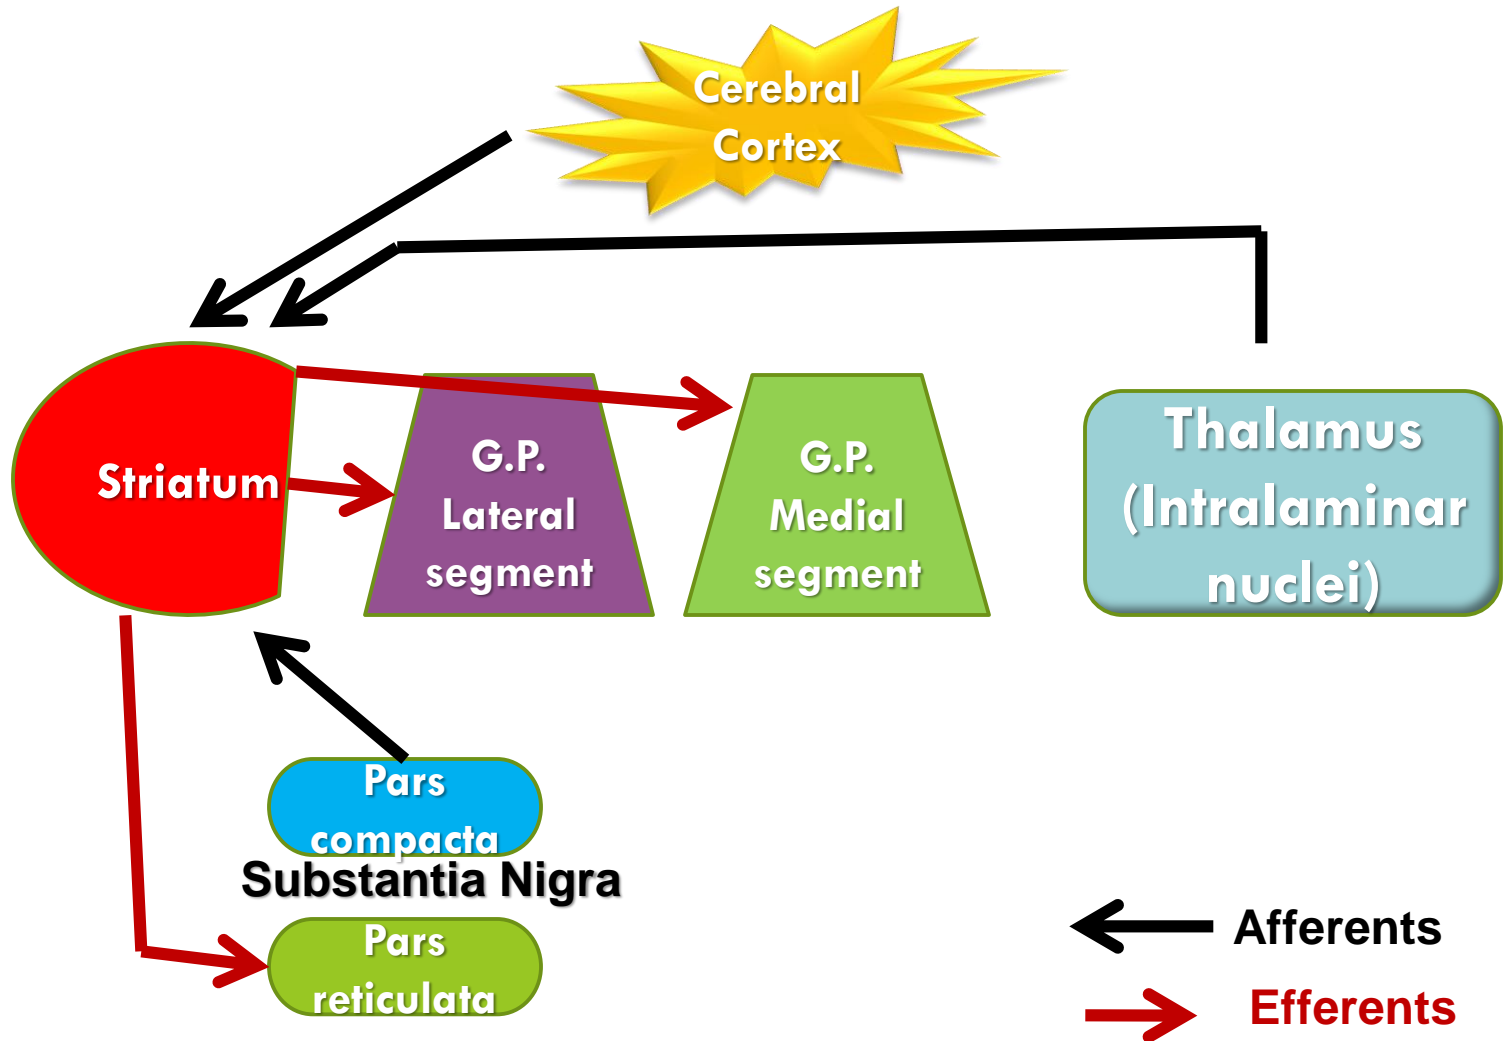 Cerebral
Cortex
Striatum
G.P.
Lateral
segment
G.P.
Medial
segment
Thalamus
(Intralaminar
nuclei)
Pars
compacta
Substantia Nigra
Pars
reticulata
Afferents
Efferents